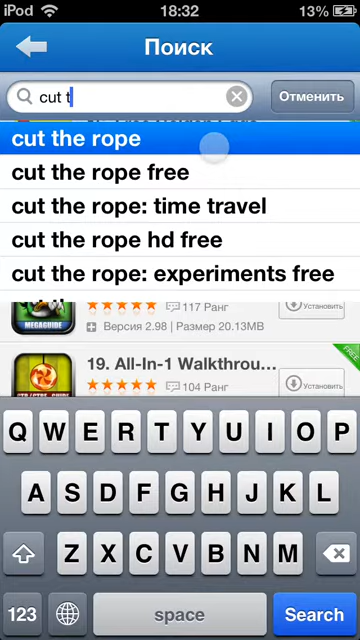 iPod 18:32 13%
Поиск
cut t Отменить
cut the rope
cut the rope free
cut the rope: time travel
cut the rope hd free
cut the rope: experiments free
MEGAGUIDE 117 Ранг Установить
Версия 2.98 | Размер 20.13MB
19. All-In-1 Walkthrou... FREE
104 Ранг Установить
Q W E R T Y U I O P
A S D F G H J K L
Z X C V B N M
123 space Search